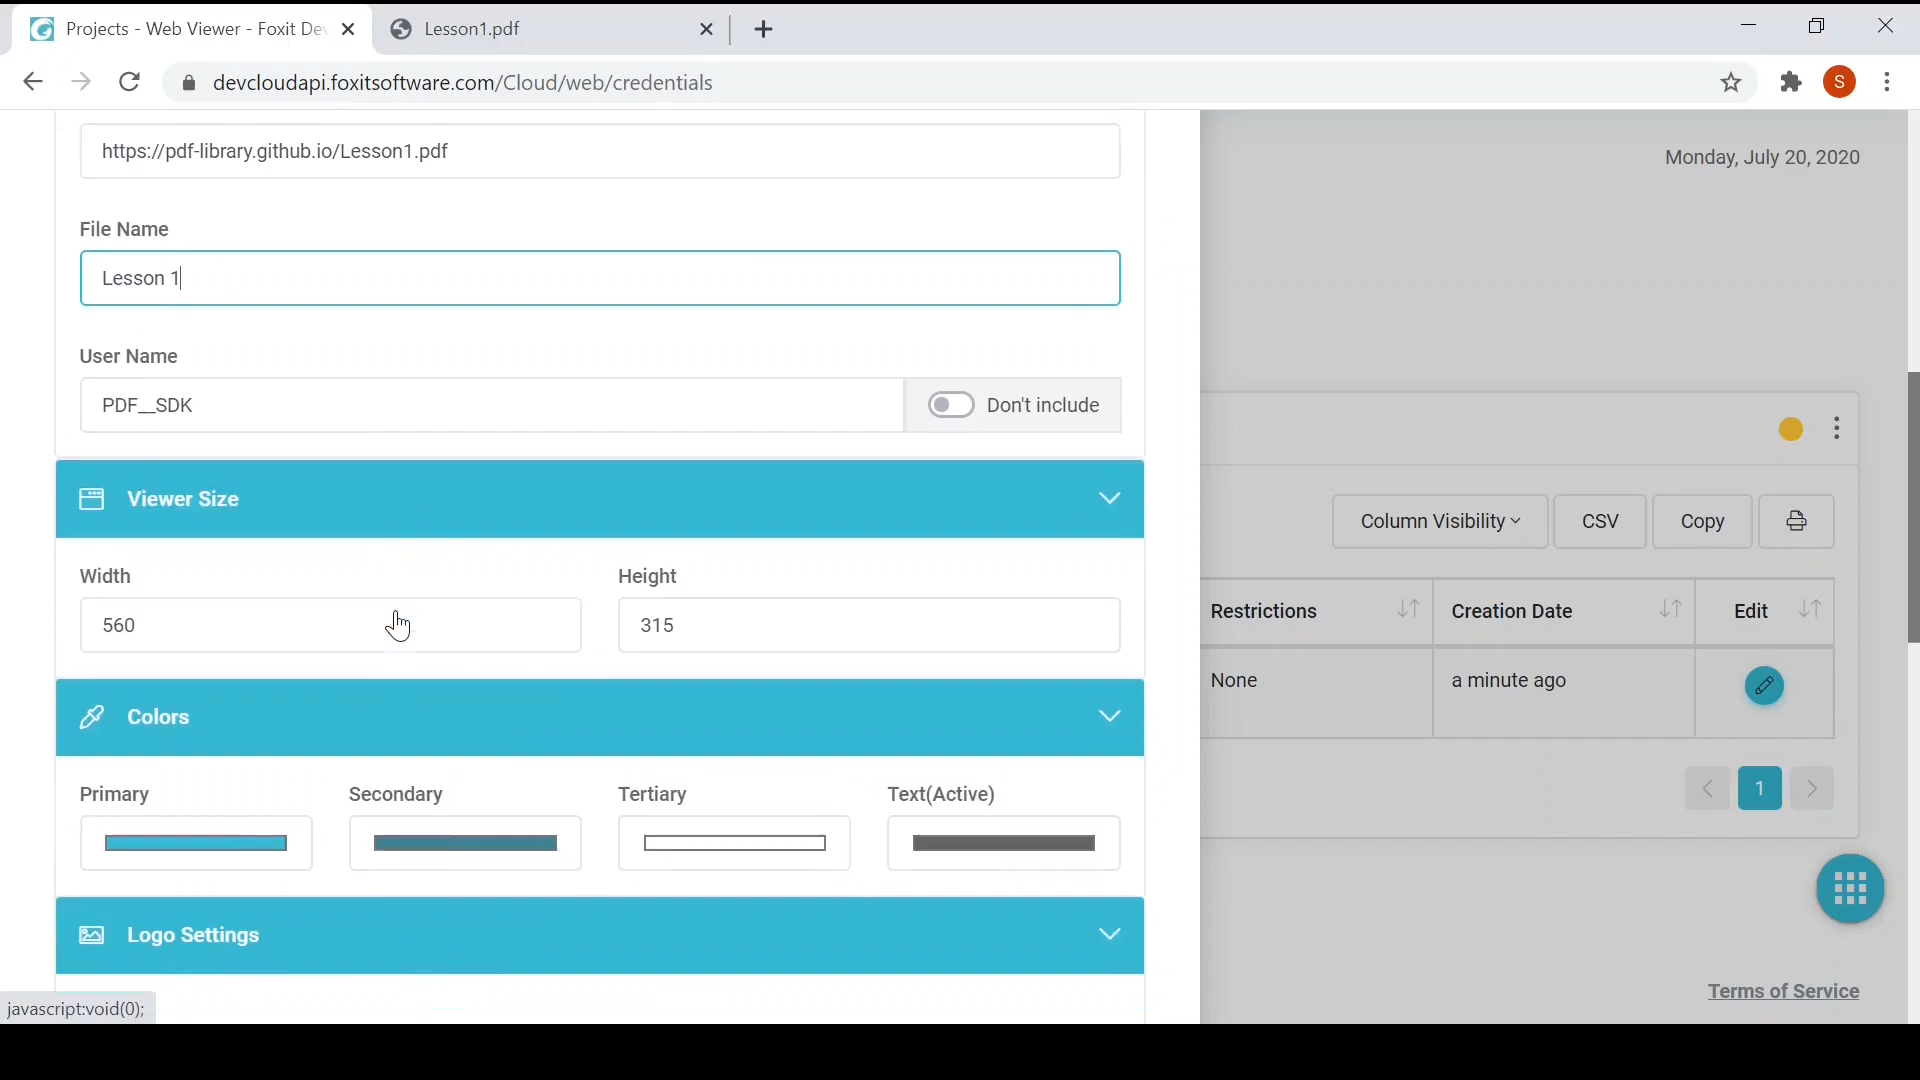 Projects - Web Viewer - Foxit De
Lesson1.pdf
devcloudapi.foxitsoftware.com/Cloud/web/credentials
S
https://pdf-library.github.io/Lesson1.pdf
Monday, July 20, 2020
File Name
Lesson 1
User Name
PDF__SDK
Don't include
Viewer Size
Column Visibility
CSV
Copy
Width
Height
560
315
Restrictions
Creation Date
Edit
None
a minute ago
Colors
Primary
Secondary
Tertiary
Text(Active)
1
Logo Settings
Terms of Service
javascript:void(0);